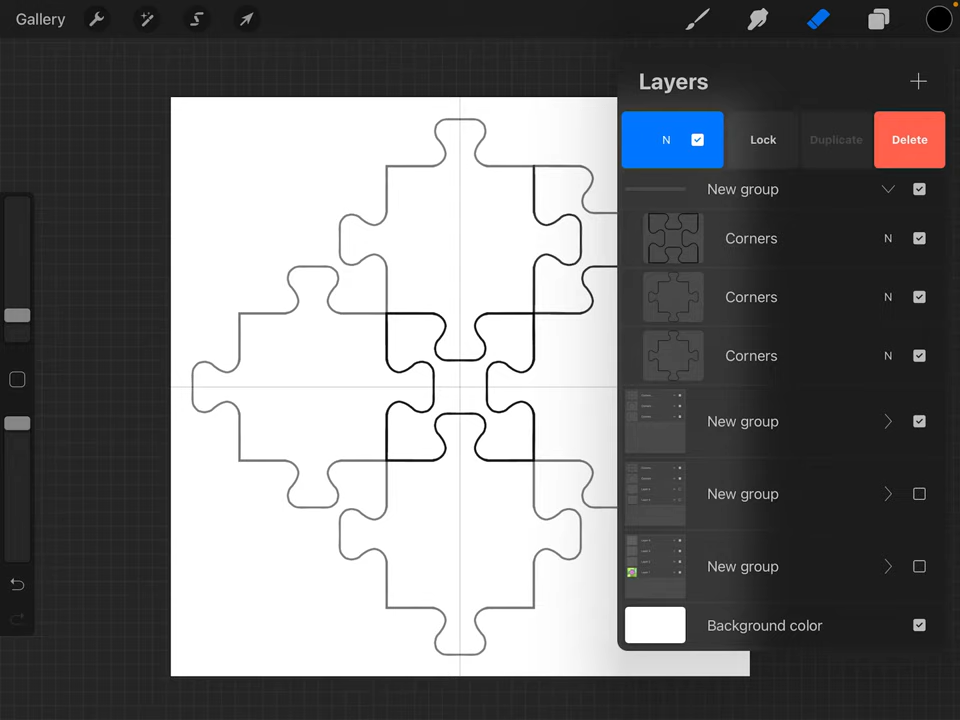 Gallery
Layers
N Lock Duplicate Delete
New group
Corners N
Corners N
Corners N
New group
New group
New group
Background color